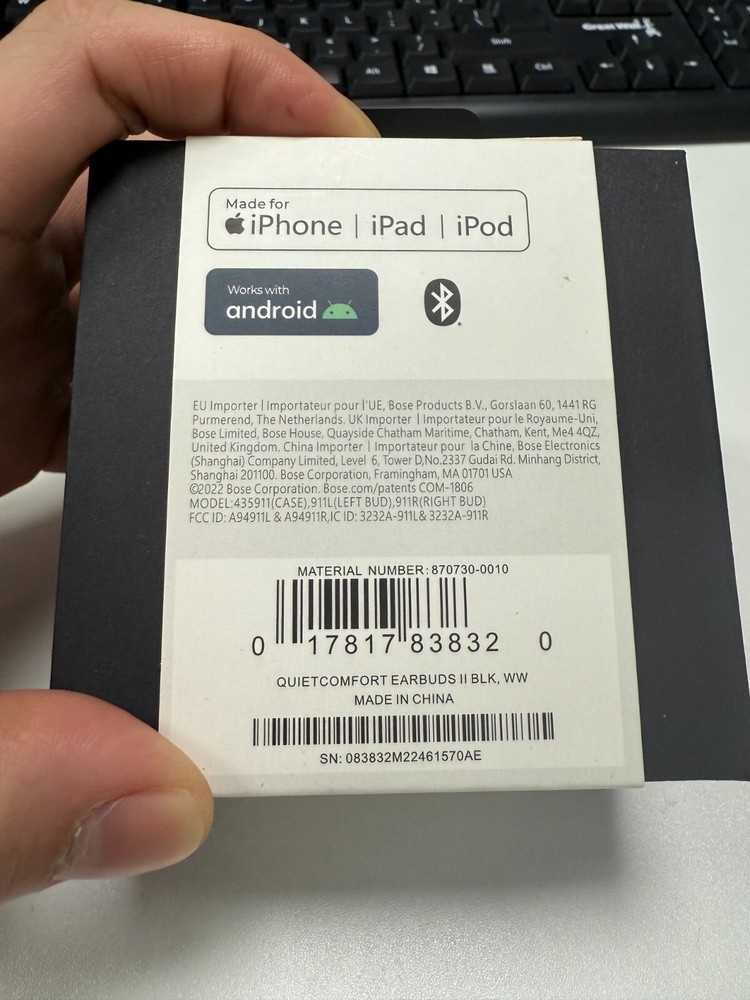 Great Wall
Shift
Alt
Ctrl
Made for
iPhone | iPad | iPod
Works with
android
EU Importer | Importateur pour l'UE, Bose Products B.V., Gorslaan 60, 1441 RG
Purmerend, The Netherlands. UK Importer | Importateur pour le Royaume-Uni,
Bose Limited, Bose House, Quayside Chatham Maritime, Chatham, Kent, Me4 4QZ,
United Kingdom. China Importer | Importateur pour la Chine, Bose Electronics
(Shanghai) Company Limited, Level 6, Tower D,No.2337 Gudai Rd. Minhang District,
Shanghai 201100. Bose Corporation, Framingham, MA 01701 USA
©2022 Bose Corporation. Bose.com/patents COM-1806
MODEL:435911(CASE),911L(LEFT BUD),911R(RIGHT BUD)
FCC ID: A94911L & A94911R,IC ID: 3232A-911L& 3232A-911R
MATERIAL NUMBER: 870730-0010
0 17817 83832 0
QUIETCOMFORT EARBUDS II BLK, WW
MADE IN CHINA
SN: 083832M22461570AE